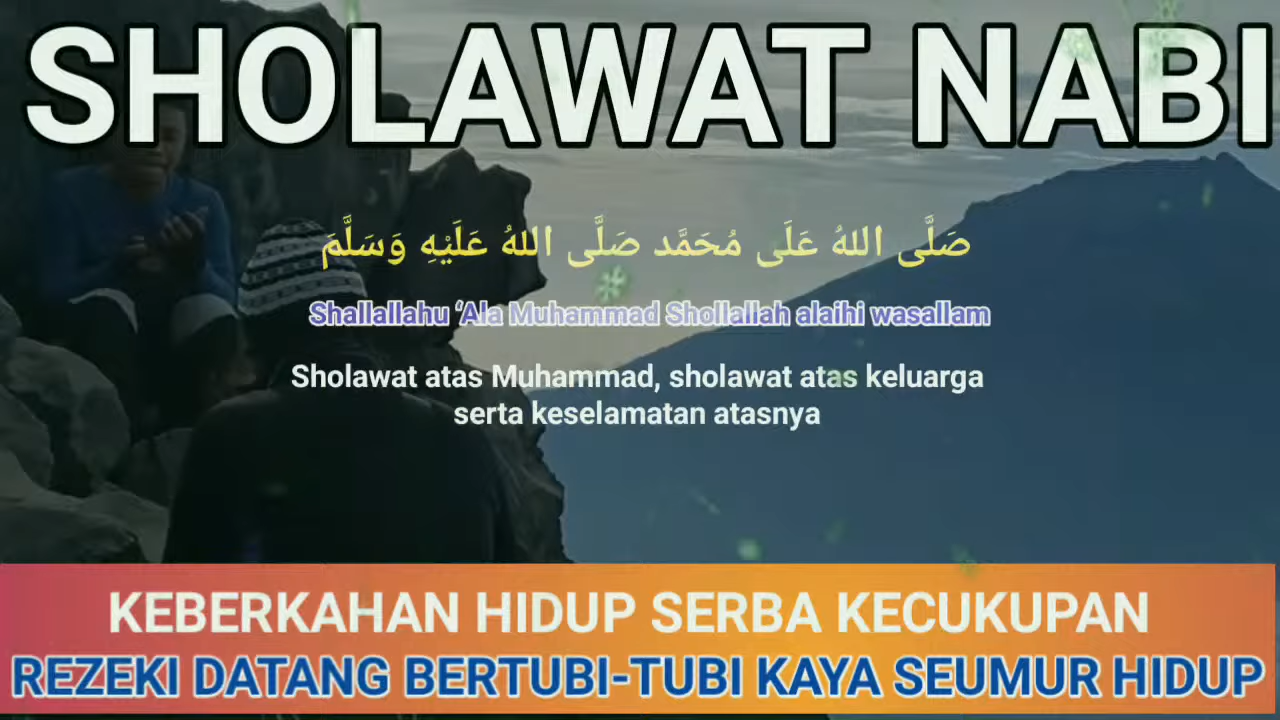 SHOLAWAT NABI
صَلَّى اللهُ عَلَى مُحَمَّد صَلَّى اللهُ عَلَيْهِ وَسَلَّمَ
Shallallahu ‘Ala Muhammad Shollallah alaihi wasallam
Sholawat atas Muhammad, sholawat atas keluarga
serta keselamatan atasnya
KEBERKAHAN HIDUP SERBA KECUKUPAN
REZEKI DATANG BERTUBI-TUBI KAYA SEUMUR HIDUP